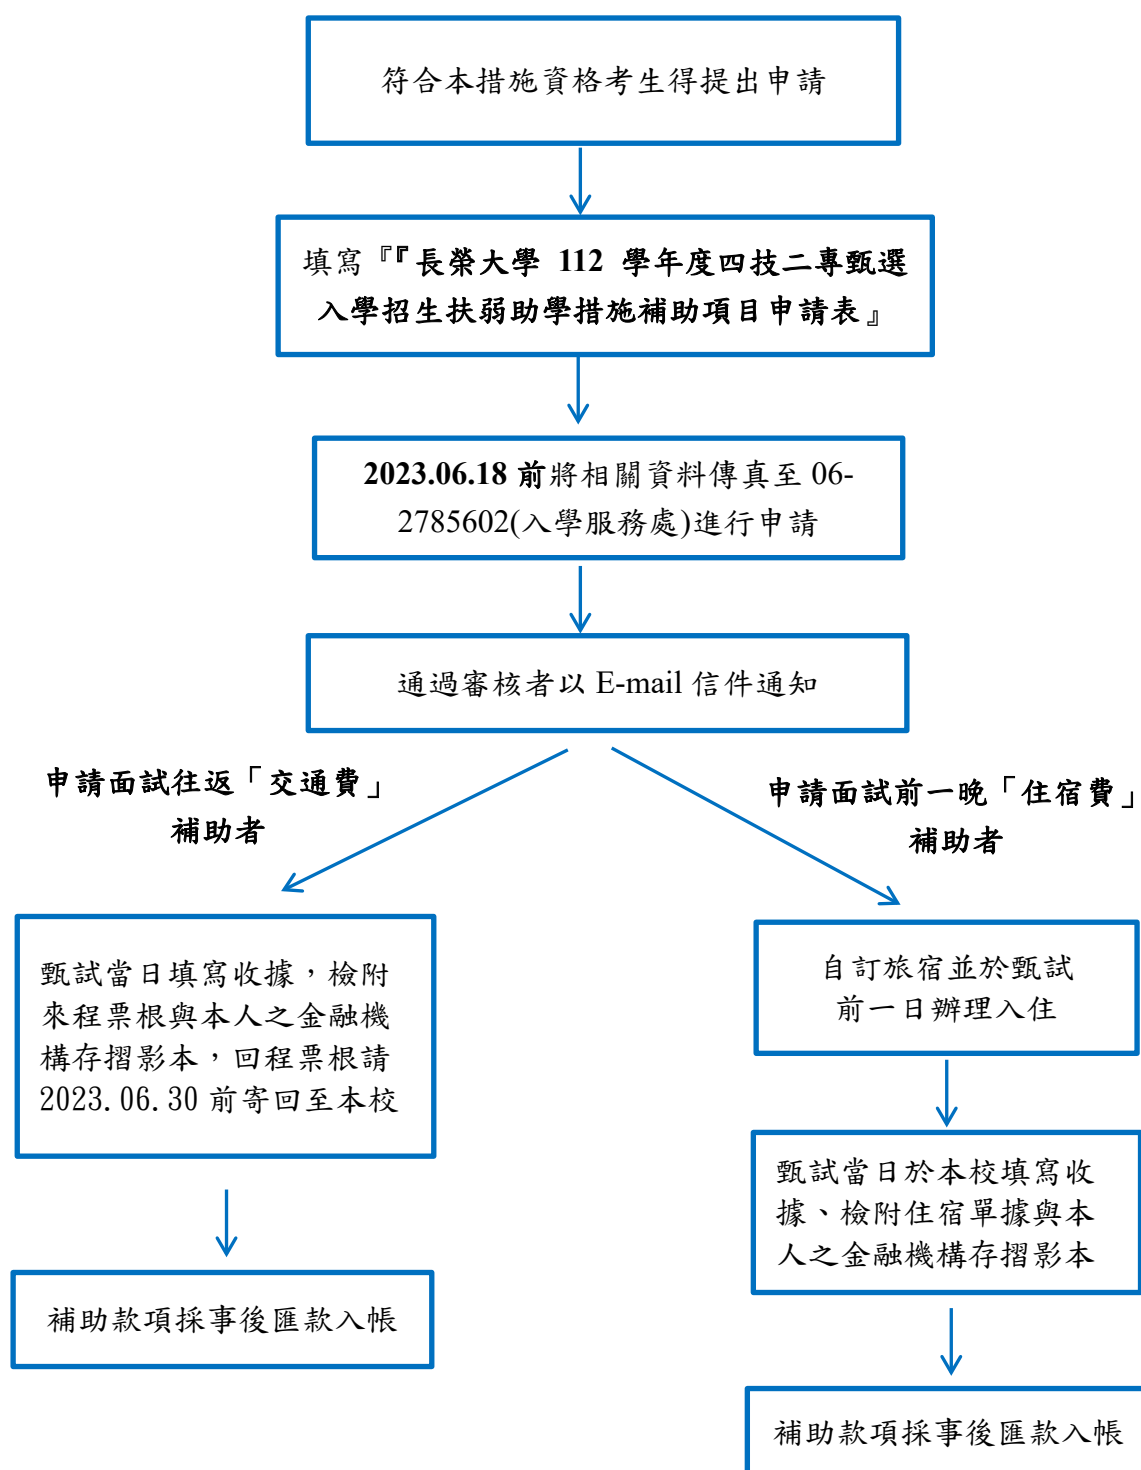 符合本措施資格考生得提出申請
填寫『『長榮大學 112 學年度四技二專甄選
入學招生扶弱助學措施補助項目申請表』
2023.06.18 前將相關資料傳真至 06-
2785602(入學服務處)進行申請
通過審核者以 E-mail 信件通知
申請面試往返「交通費」
補助者
甄試當日填寫收據，檢附
來程票根與本人之金融機
構存摺影本，回程票根請
2023.06.30 前寄回至本校
補助款項採事後匯款入帳
申請面試前一晚「住宿費」
補助者
自訂旅宿並於甄試
前一日辦理入住
甄試當日於本校填寫收
據、檢附住宿單據與本
人之金融機構存摺影本
補助款項採事後匯款入帳